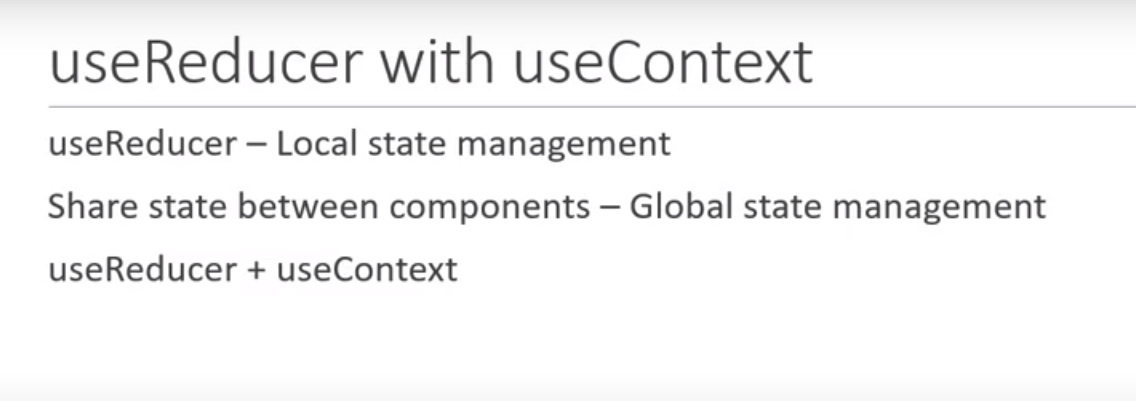 useReducer with useContext
useReducer – Local state management
Share state between components – Global state management
useReducer + useContext